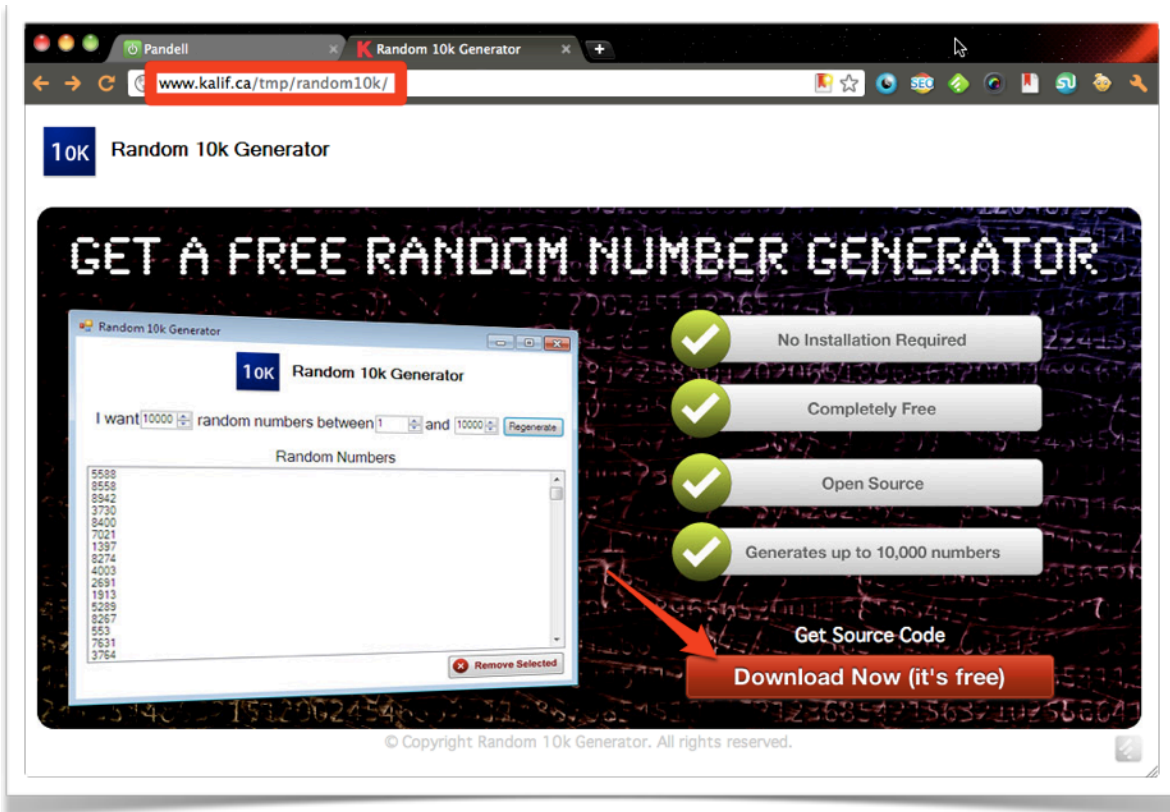 Pandell
Random 10k Generator
www.kalif.ca/tmp/random10k/
SEO
10K Random 10k Generator
GET A FREE RANDOM NUMBER GENERATOR
Random 10k Generator
10K Random 10k Generator
I want 10000 random numbers between 1 and 10000 Regenerate
Random Numbers
5588
8558
8942
3730
8400
7021
1397
8274
4003
2691
1913
5289
8267
553
7631
3764
Remove Selected
No Installation Required
Completely Free
Open Source
Generates up to 10,000 numbers
Get Source Code
Download Now (it's free)
© Copyright Random 10k Generator. All rights reserved.